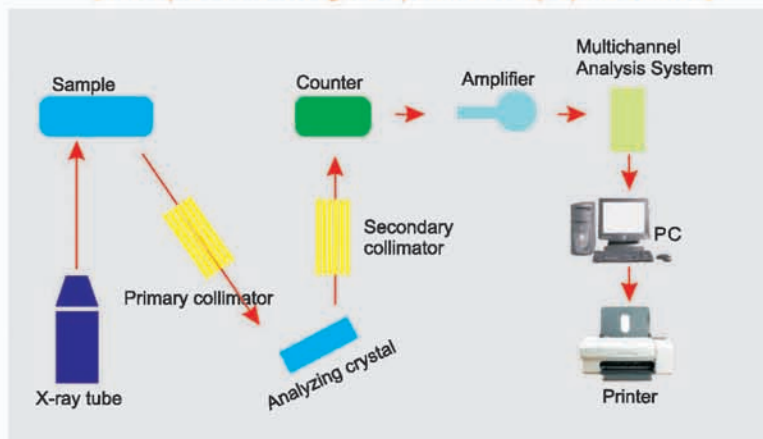 Sample
Counter
Amplifier
Multichannel
Analysis System
Secondary
collimator
PC
Primary collimator
X-ray tube
Analyzing crystal
Printer